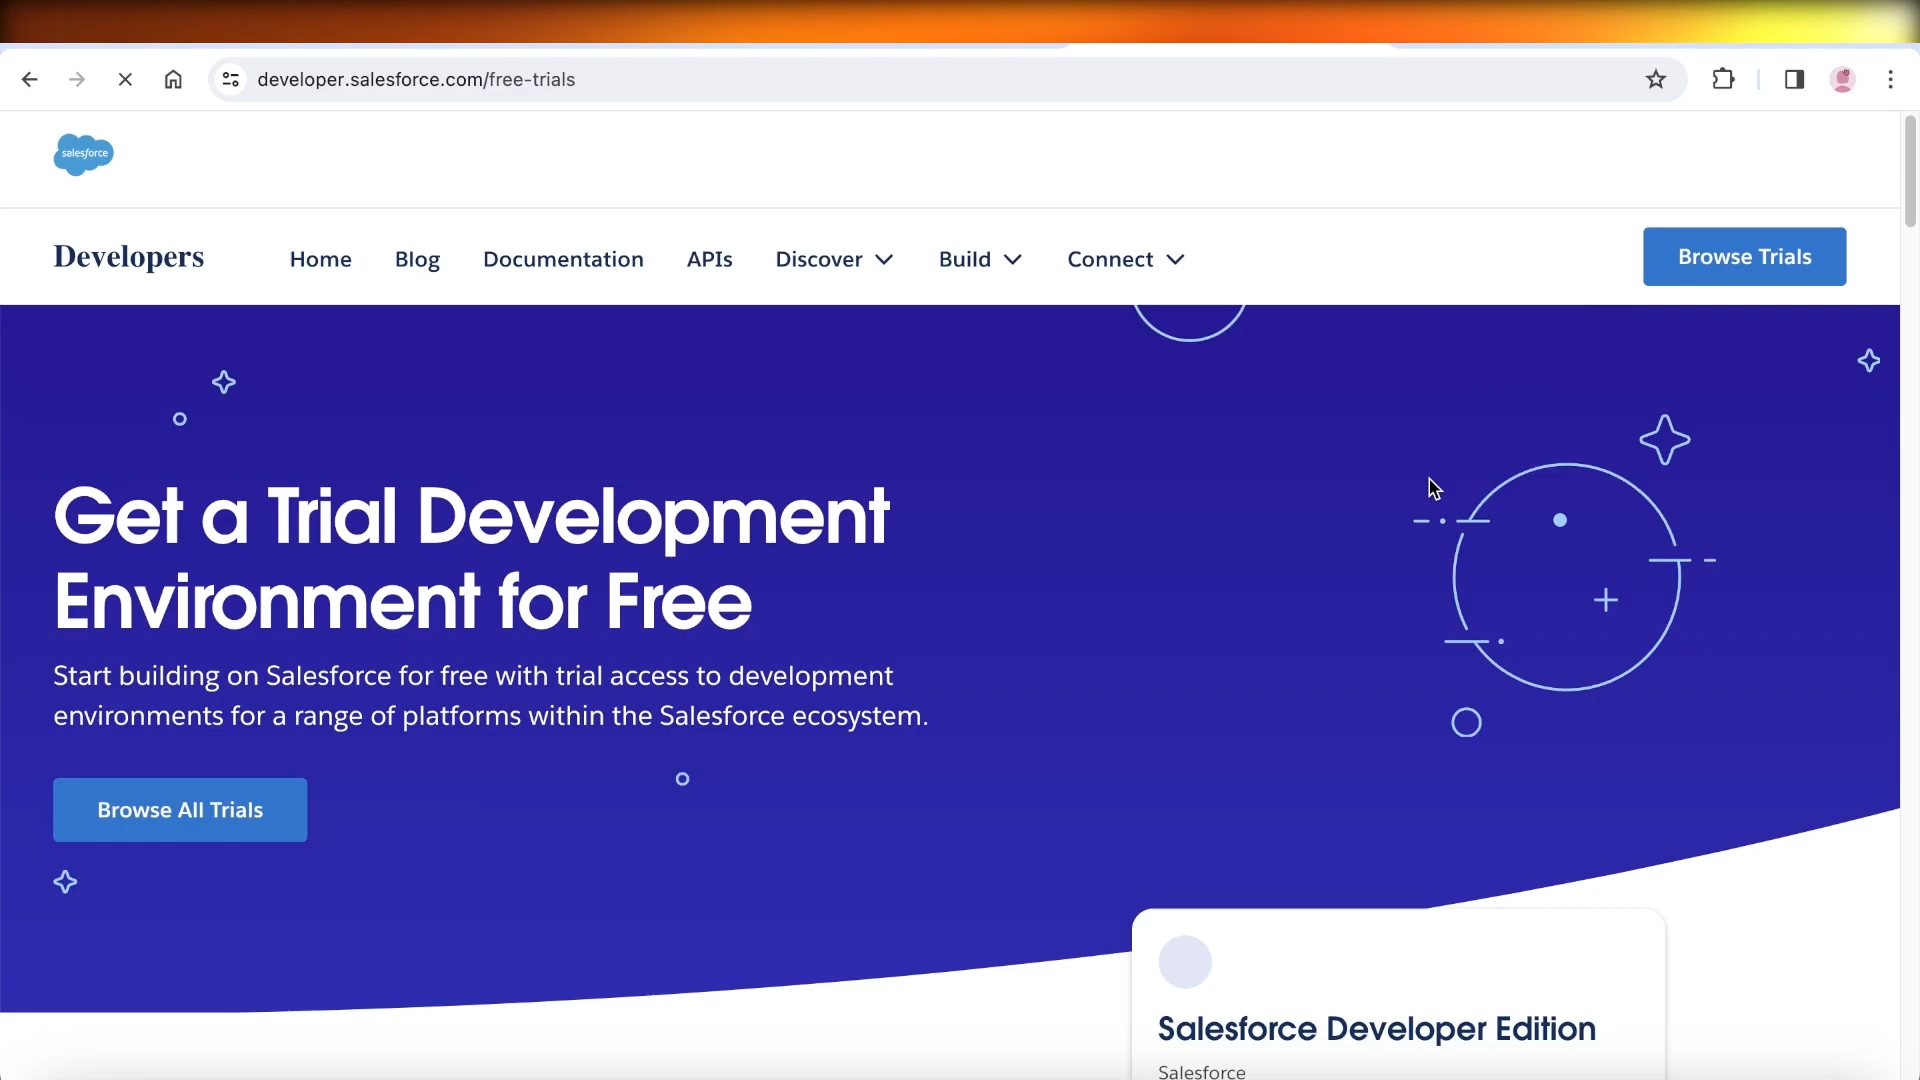 developer.salesforce.com/free-trials
salesforce
Developers
Home
Blog
Documentation
APIs
Discover
Build
Connect
Browse Trials
Get a Trial Development
Environment for Free
Start building on Salesforce for free with trial access to development
environments for a range of platforms within the Salesforce ecosystem.
Browse All Trials
Salesforce Developer Edition
Salesforce